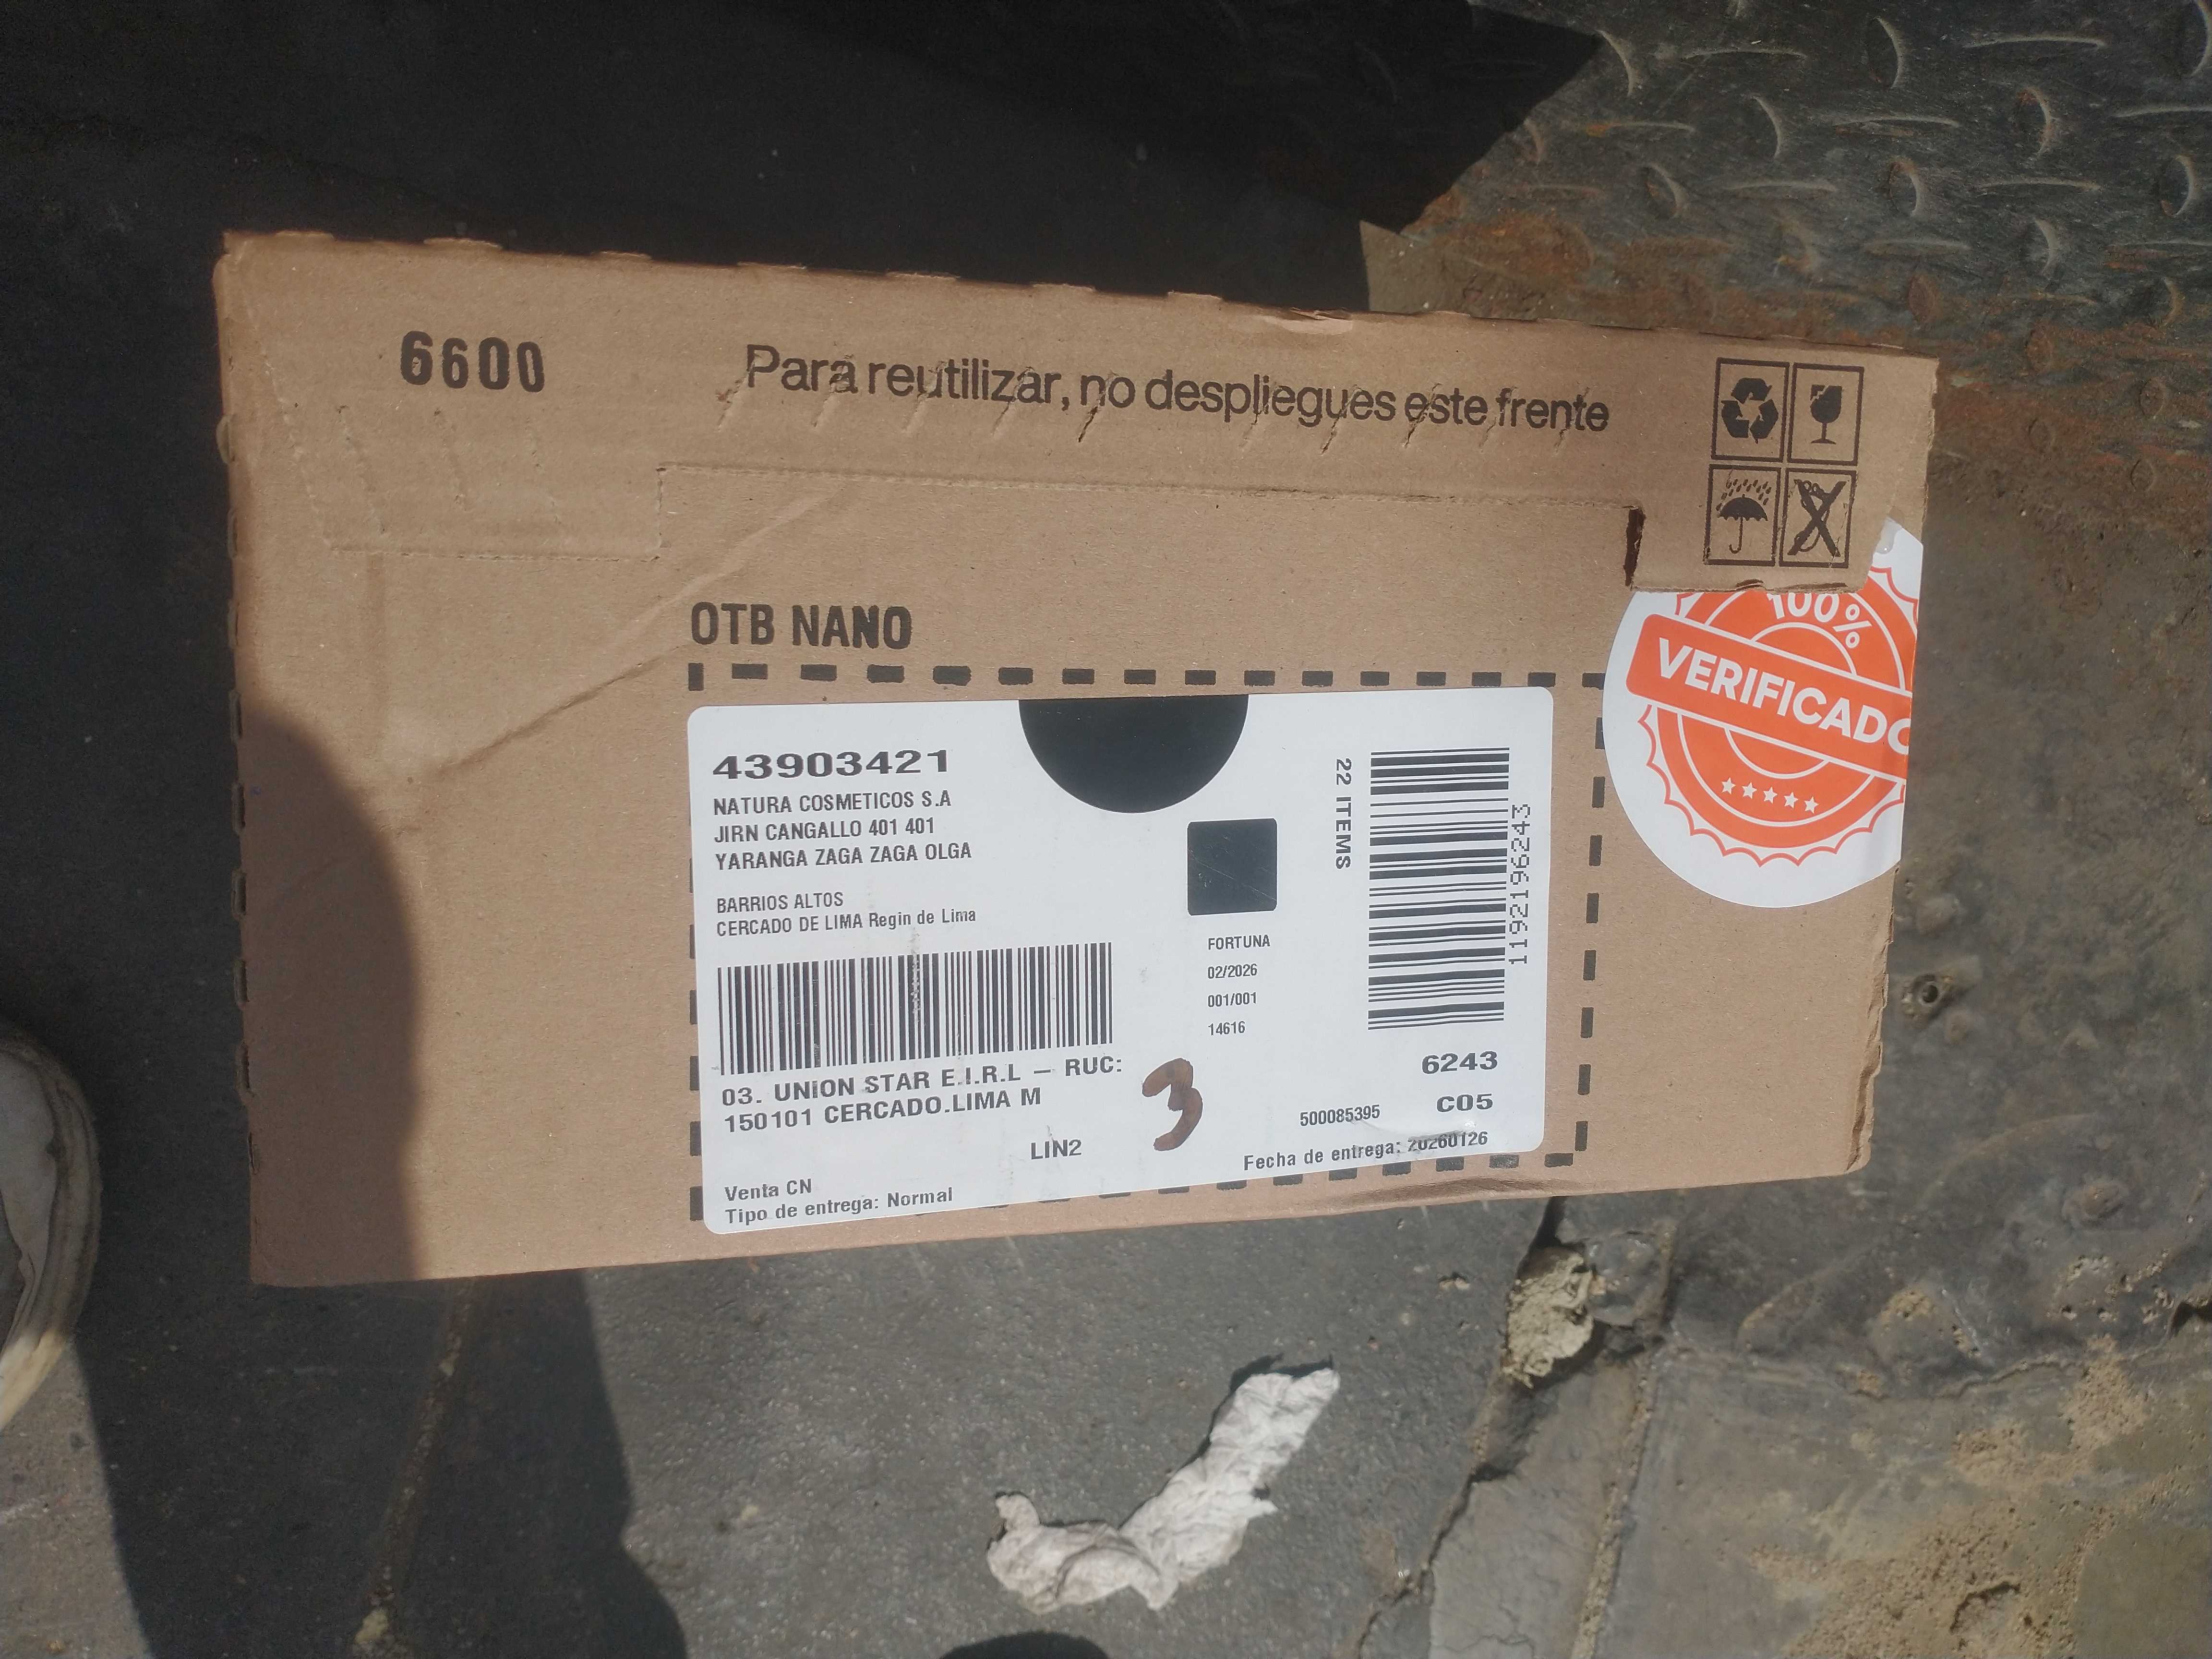 6600
Para reutilizar, no despliegues este frente
OTB NANO
100%
VERIFICADO
43903421
NATURA COSMETICOS S.A
JIRN CANGALLO 401 401
YARANGA ZAGA ZAGA OLGA
BARRIOS ALTOS
CERCADO DE LIMA Regin de Lima
22 ITEMS
1192196243
FORTUNA
02/2026
001/001
14616
03. UNION STAR E.I.R.L – RUC:
150101 CERCADO.LIMA M
3
6243
C05
500085395
LIN2
Fecha de entrega: 20260126
Venta CN
Tipo de entrega: Normal